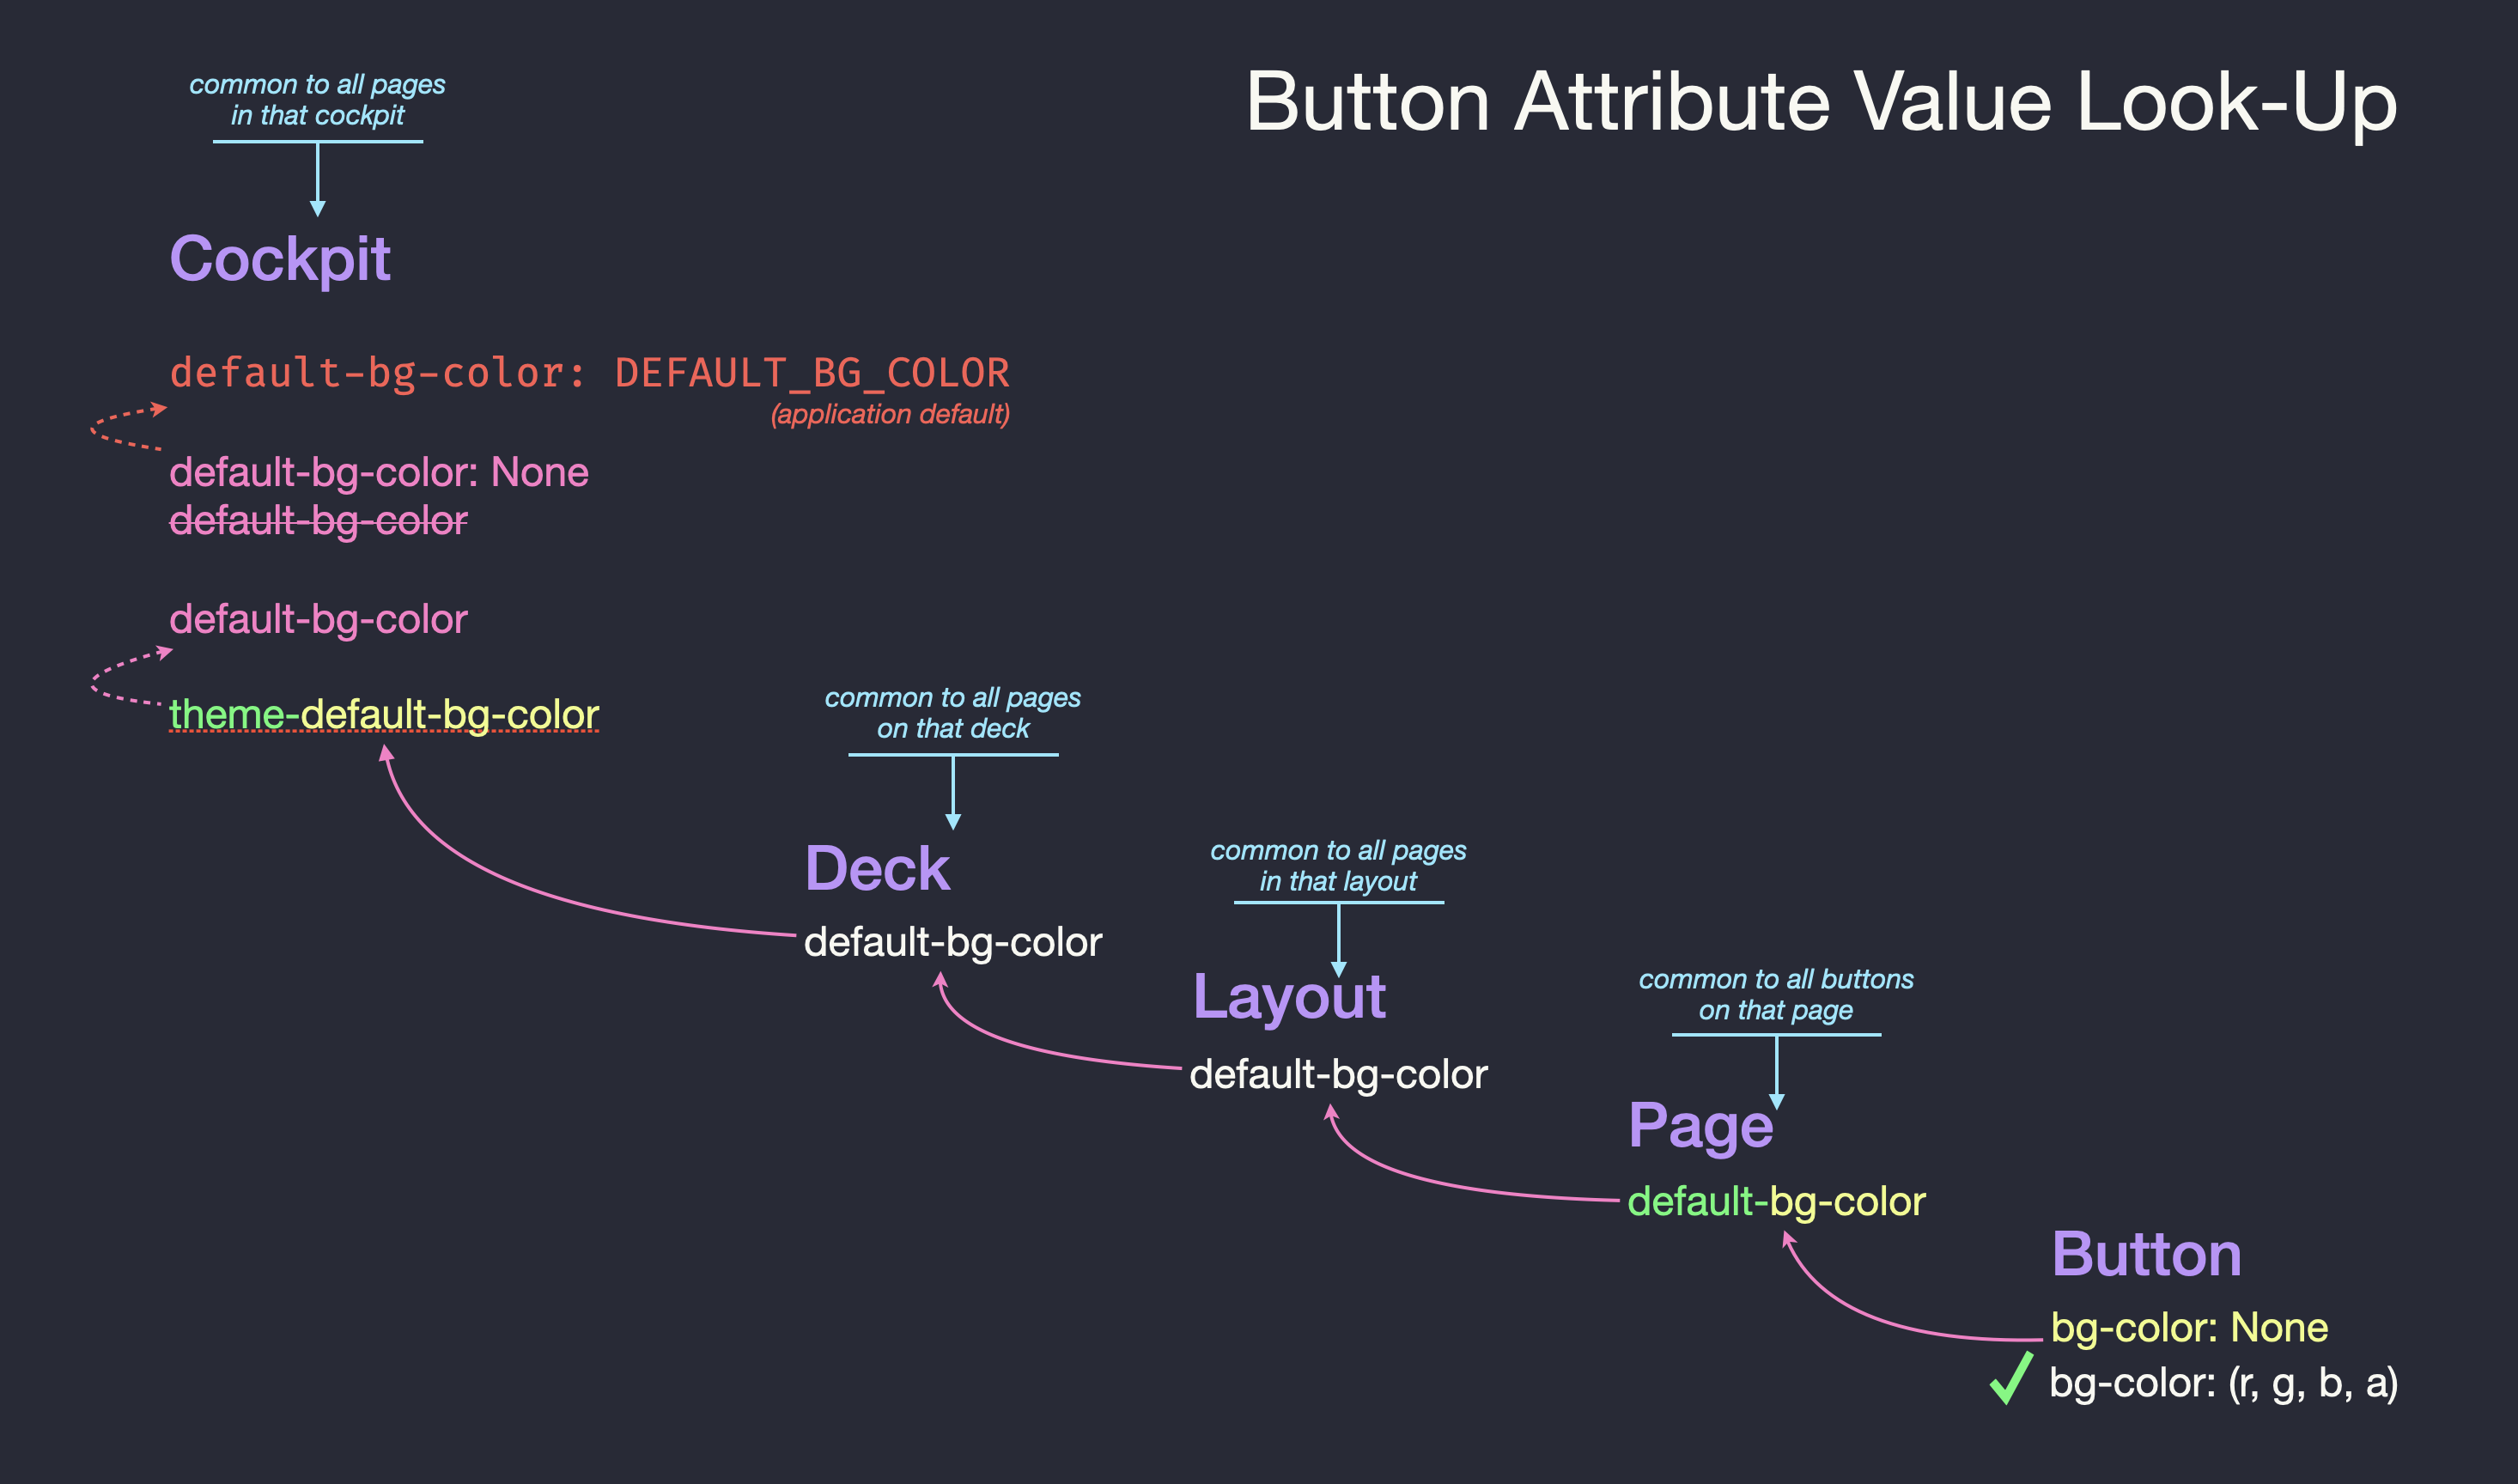 Button Attribute Value Look-Up
common to all pages
in that cockpit
Cockpit
default-bg-color: DEFAULT_BG_COLOR
(application default)
default-bg-color: None
default-bg-color
default-bg-color
theme-default-bg-color
common to all pages
on that deck
Deck
default-bg-color
common to all pages
in that layout
Layout
default-bg-color
common to all buttons
on that page
Page
default-bg-color
Button
bg-color: None
bg-color: (r, g, b, a)